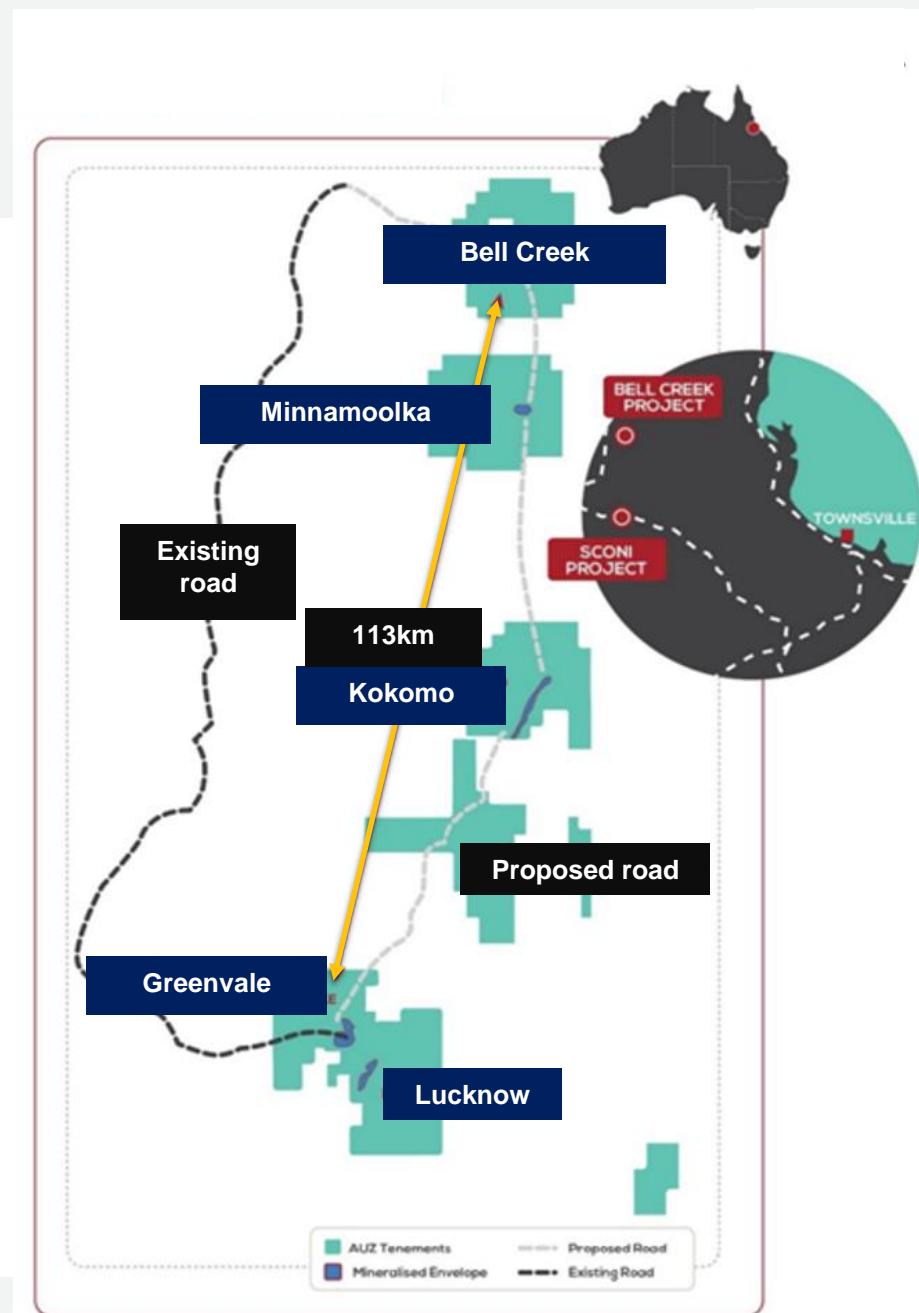 Bell Creek
Minnamoolka
BELL CREEK
PROJECT
TOWNSVILLE
SCONI
PROJECT
Existing
road
113km
Kokomo
Proposed road
Greenvale
E
Lucknow
AUZ Tenements
Proposed Road
Mineralised Envelope
Existing Road